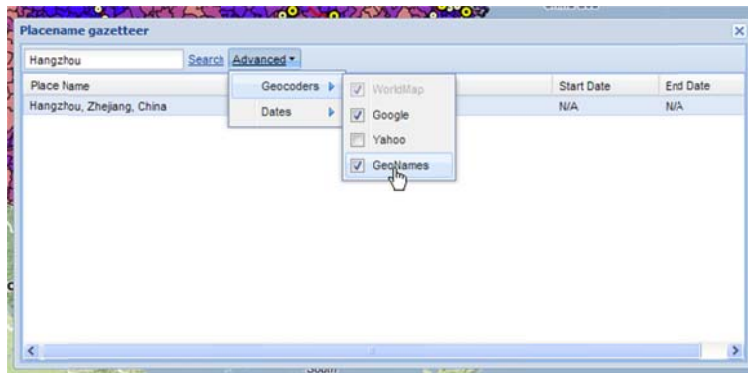 Placename gazetteer
Hangzhou Search Advanced
Place Name Start Date End Date
Hangzhou, Zhejiang, China N/A N/A
Geocoders
Dates
WorldMap
Google
Yahoo
GeoNames
South